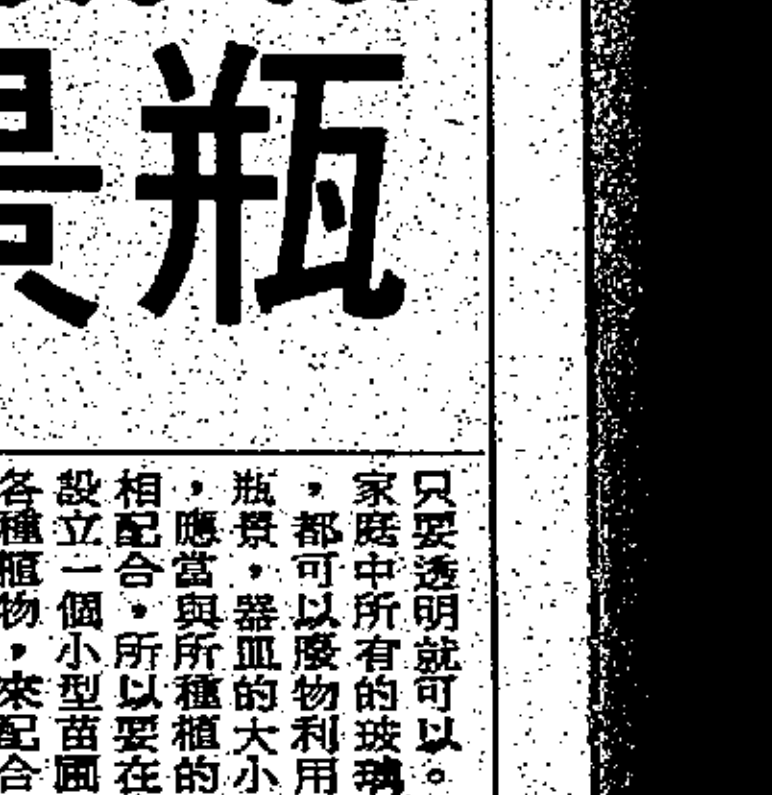 瓶景
只要透明就可以。
家庭中所有的玻璃
，都可以廢物利用
瓶景，器皿的大小
，應當與所種植的
相配合，所以要在
設立一個小型苗圃
各種植物，來配合